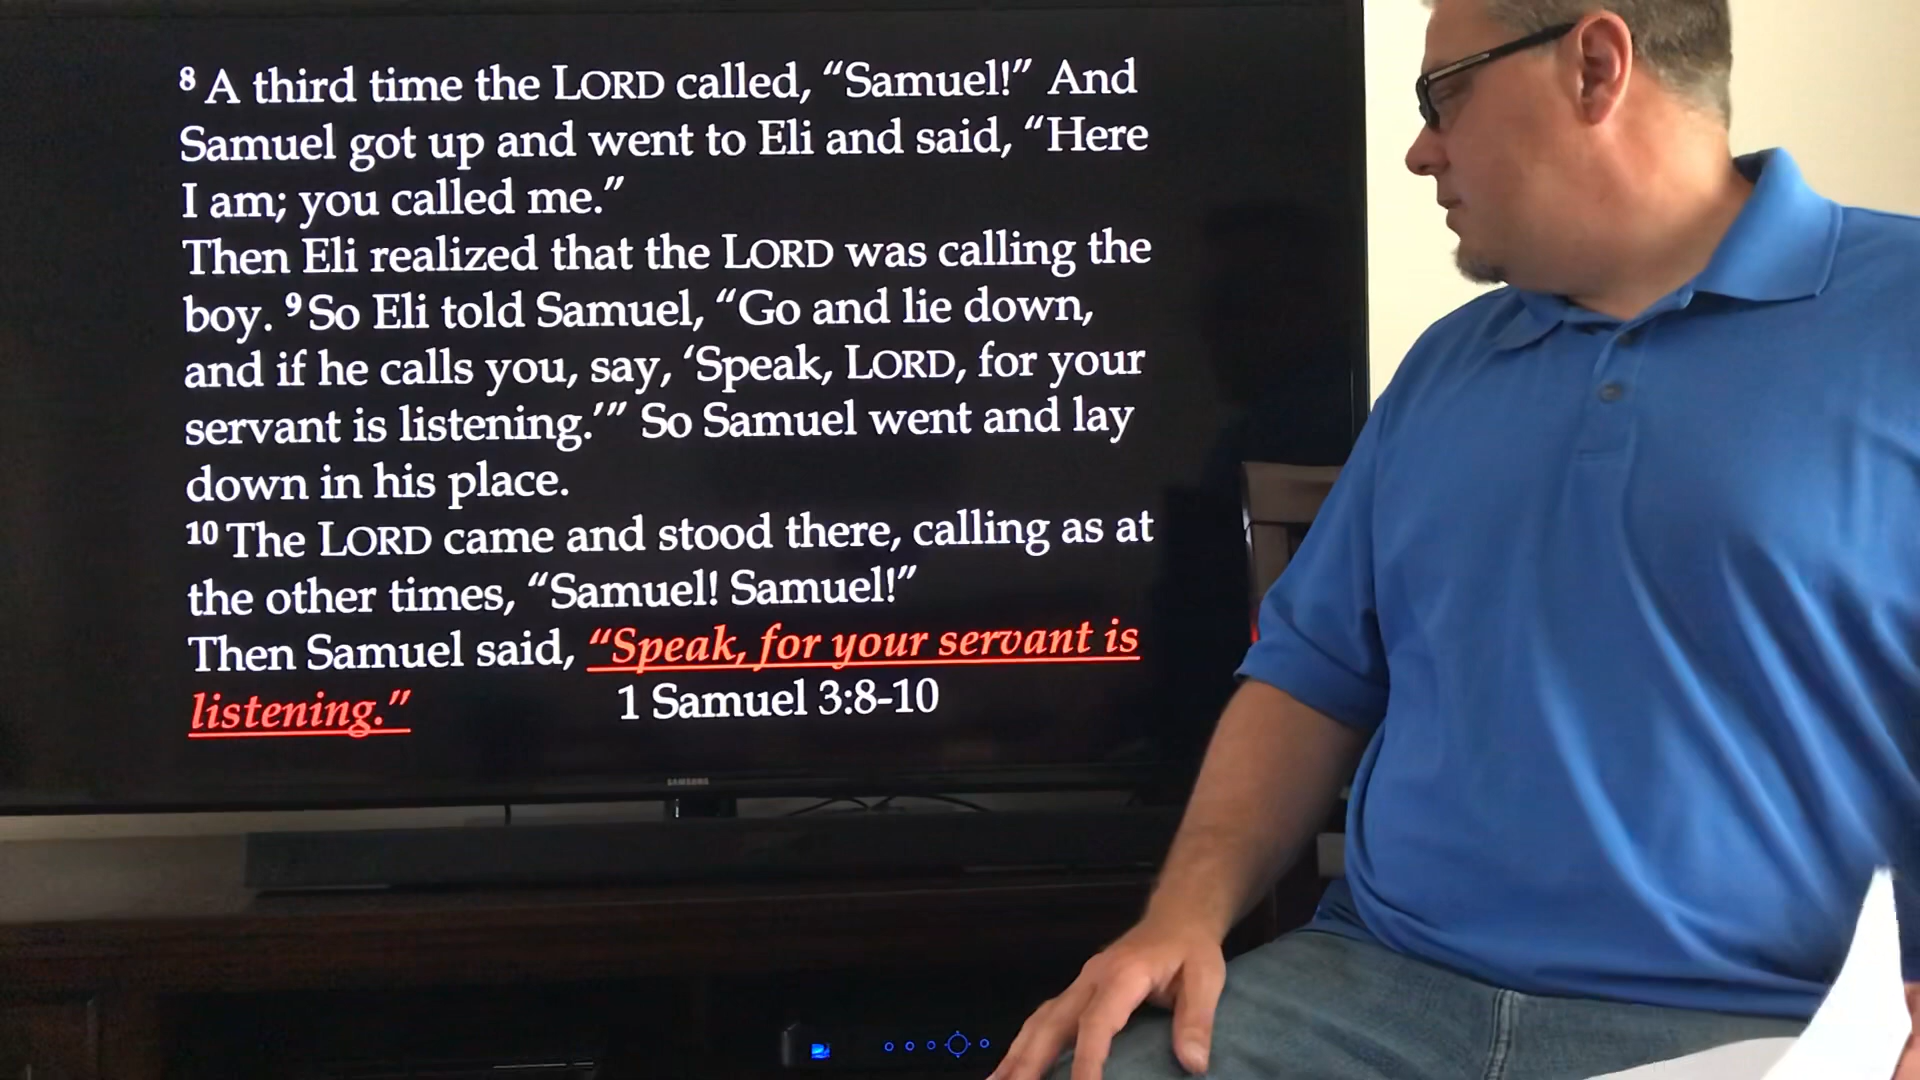 8 A third time the LORD called, “Samuel!” And
Samuel got up and went to Eli and said, “Here
I am; you called me.”
Then Eli realized that the LORD was calling the
boy. 9 So Eli told Samuel, “Go and lie down,
and if he calls you, say, ‘Speak, LORD, for your
servant is listening.’” So Samuel went and lay
down in his place.
10 The LORD came and stood there, calling as at
the other times, “Samuel! Samuel!”
Then Samuel said, “Speak, for your servant is
listening.” 1 Samuel 3:8-10
SAMSUNG